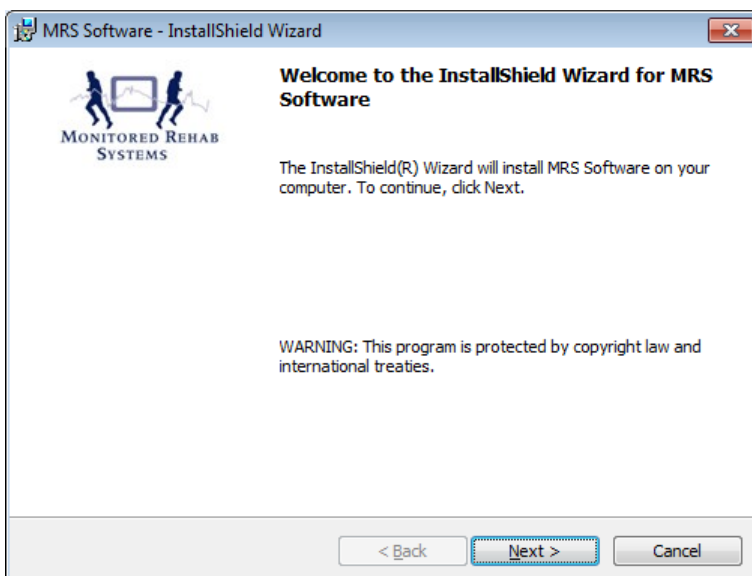 MRS Software - InstallShield Wizard
MONITORED REHAB
SYSTEMS
Welcome to the InstallShield Wizard for MRS
Software
The InstallShield(R) Wizard will install MRS Software on your
computer. To continue, click Next.
WARNING: This program is protected by copyright law and
international treaties.
< Back
Next >
Cancel